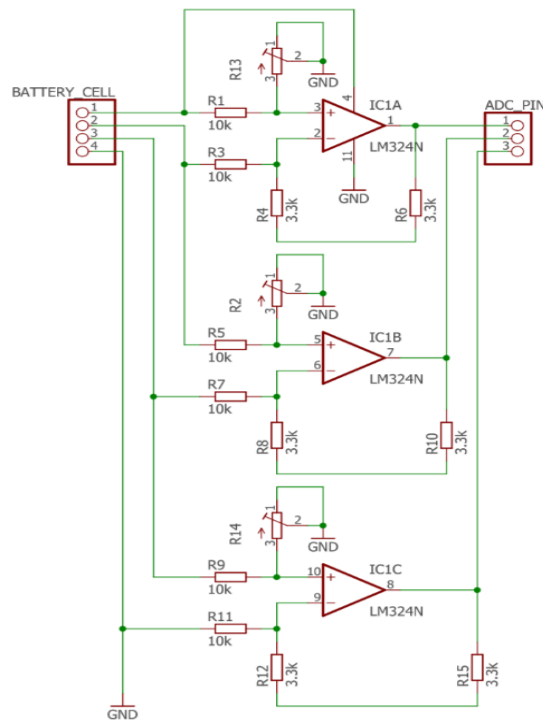 BATTERY_CELL
1
2
3
4
R1
10k
R3
10k
R13
1
2
3
GND
3
2
4
11
1
IC1A
LM324N
GND
R4
3.3k
R6
3.3k
ADC_PIN
1
2
3
R2
1
2
3
GND
R5
10k
R7
10k
5
6
7
IC1B
LM324N
R8
3.3k
R10
3.3k
R14
1
2
3
GND
R9
10k
R11
10k
10
9
8
IC1C
LM324N
R12
3.3k
R15
3.3k
GND